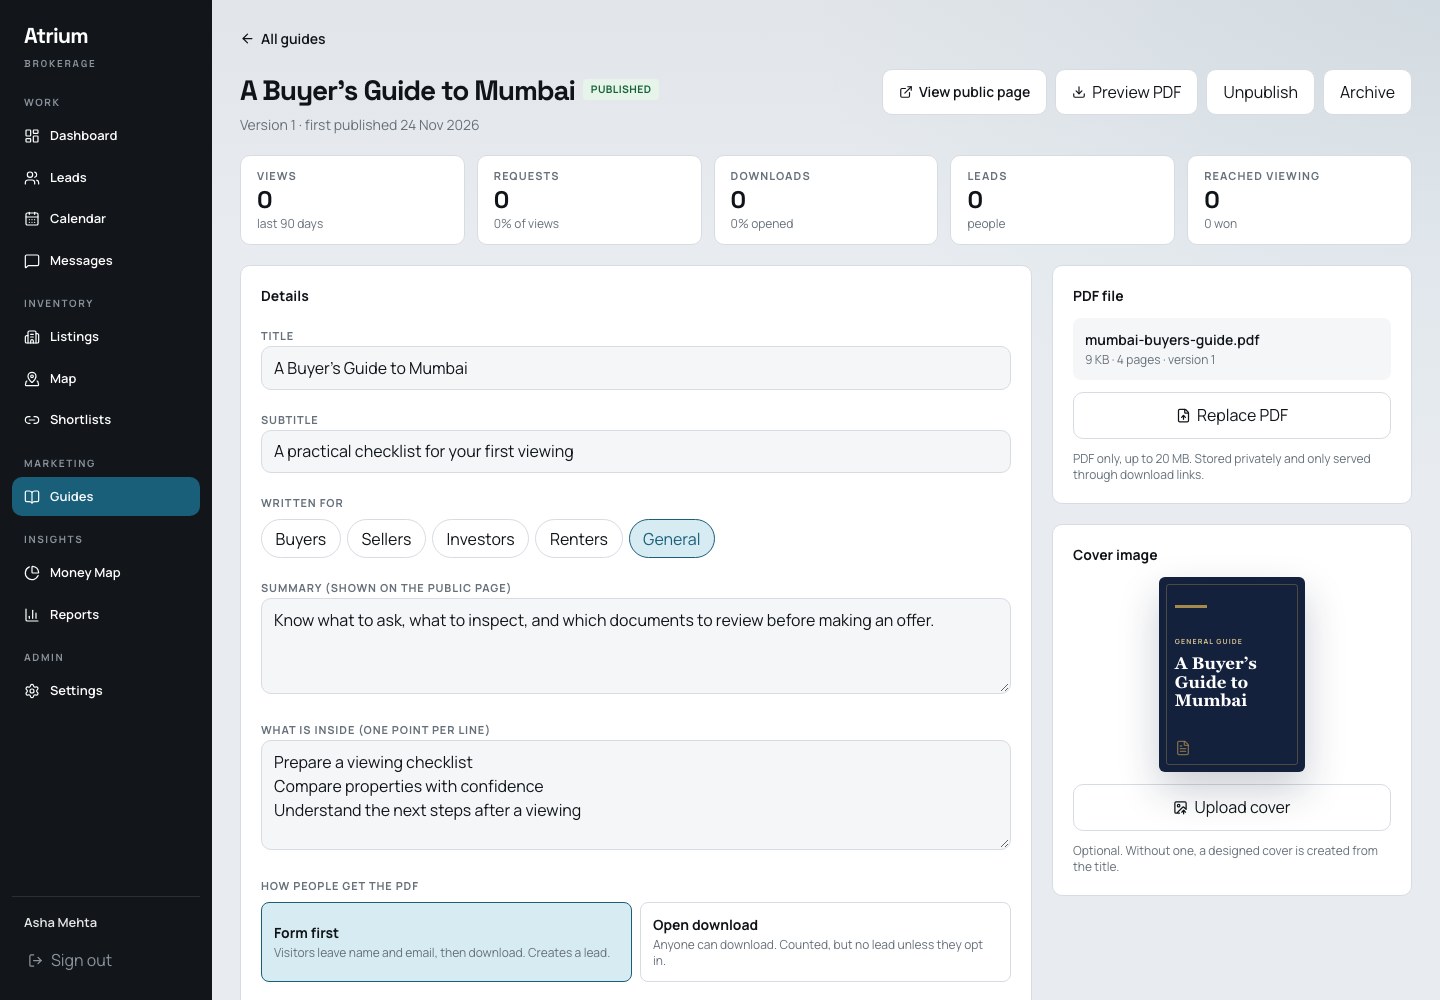 Atrium
BROKERAGE
WORK
Dashboard
Leads
Calendar
Messages
INVENTORY
Listings
Map
Shortlists
MARKETING
Guides
INSIGHTS
Money Map
Reports
ADMIN
Settings
Asha Mehta
Sign out
All guides
A Buyer’s Guide to Mumbai PUBLISHED
Version 1 · first published 24 Nov 2026
View public page
Preview PDF
Unpublish
Archive
VIEWS
0
last 90 days
REQUESTS
0
0% of views
DOWNLOADS
0
0% opened
LEADS
0
people
REACHED VIEWING
0
0 won
Details
TITLE
A Buyer’s Guide to Mumbai
SUBTITLE
A practical checklist for your first viewing
WRITTEN FOR
Buyers Sellers Investors Renters General
SUMMARY (SHOWN ON THE PUBLIC PAGE)
Know what to ask, what to inspect, and which documents to review before making an offer.
WHAT IS INSIDE (ONE POINT PER LINE)
Prepare a viewing checklist
Compare properties with confidence
Understand the next steps after a viewing
HOW PEOPLE GET THE PDF
Form first
Visitors leave name and email, then download. Creates a lead.
Open download
Anyone can download. Counted, but no lead unless they opt
in.
PDF file
mumbai-buyers-guide.pdf
9 KB · 4 pages · version 1
Replace PDF
PDF only, up to 20 MB. Stored privately and only served
through download links.
Cover image
GENERAL GUIDE
A Buyer’s
Guide to
Mumbai
Upload cover
Optional. Without one, a designed cover is created from
the title.